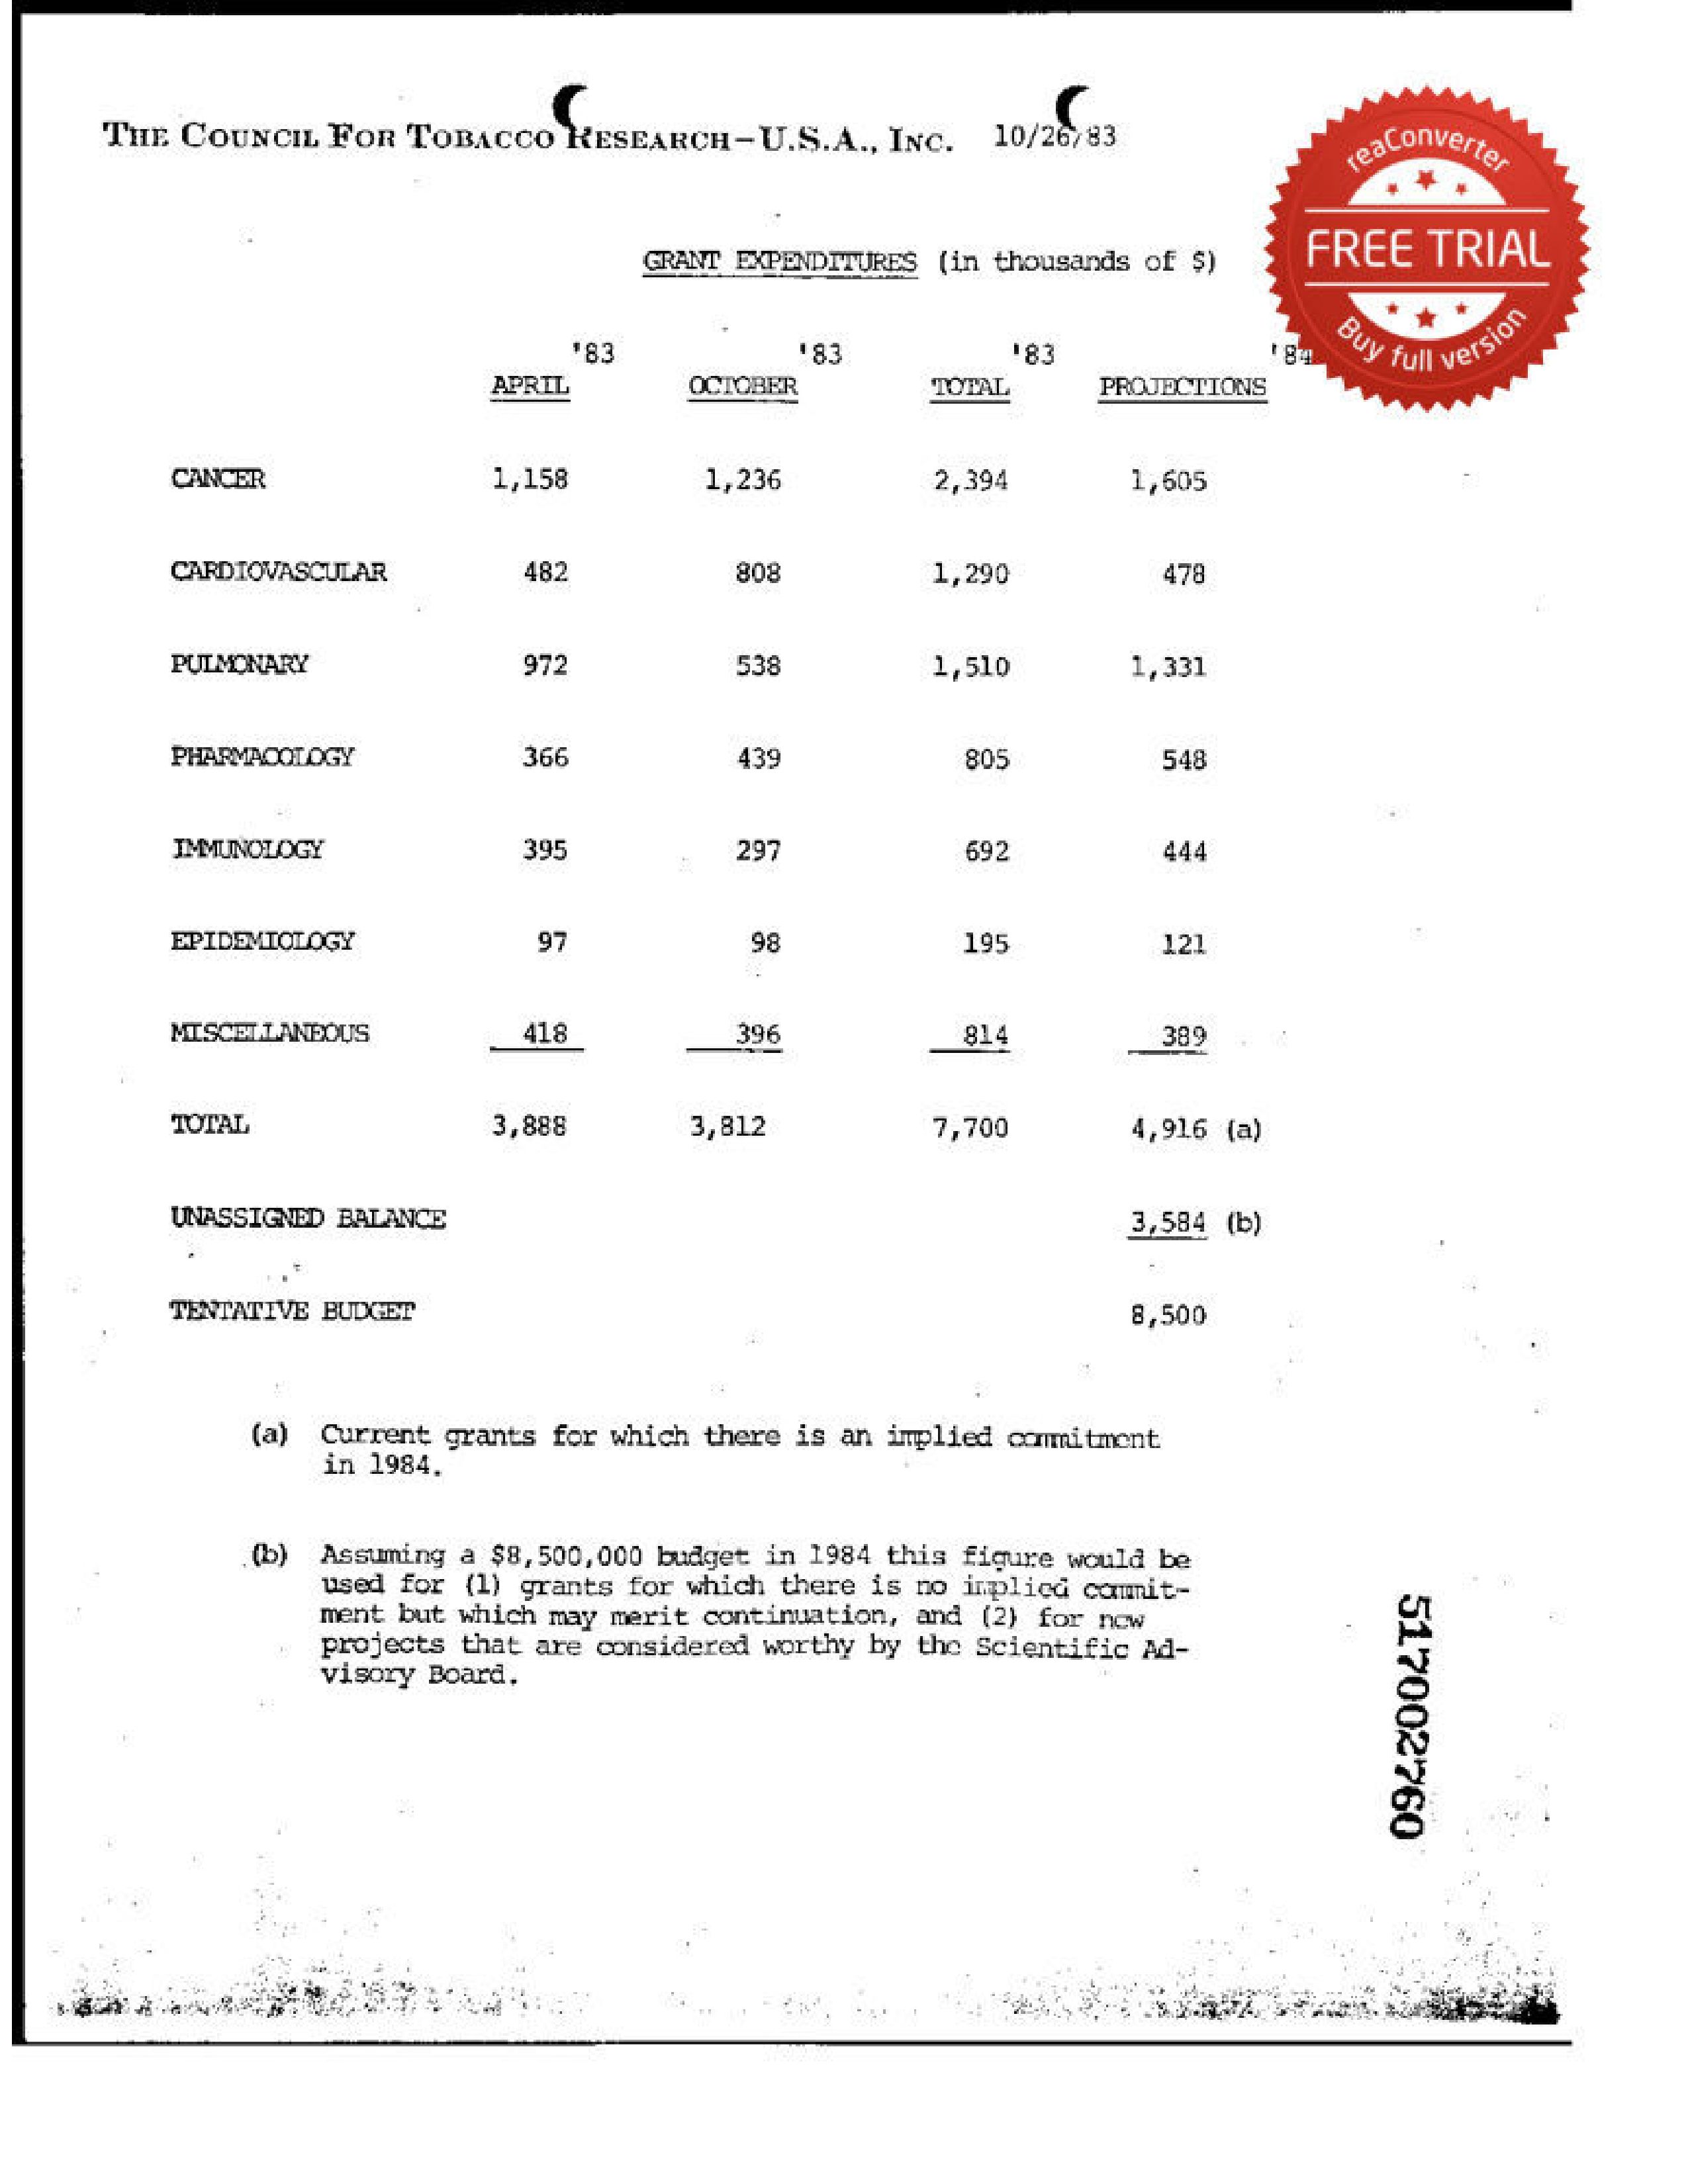 THE COUNCIL FOR TOBACCO RESEARCH-U.S.A., INC. 10/26/83
reaConverter
FREE TRIAL
Buy full version
GRANT EXPENDITURES (in thousands of $)
'83 '83 '83 '84
APRIL OCTOBER TOTAL PROJECTIONS
CANCER 1,158 1,236 2,394 1,605
CARDIOVASCULAR 482 808 1,290 478
PULMONARY 972 538 1,510 1,331
PHARMACOLOGY 366 439 805 548
IMMUNOLOGY 395 297 692 444
EPIDEMIOLOGY 97 98 195 121
MISCELLANEOUS 418 396 814 389
TOTAL 3,888 3,812 7,700 4,916 (a)
UNASSIGNED BALANCE 3,584 (b)
TENTATIVE BUDGET 8,500
(a) Current grants for which there is an implied commitment
in 1984.
(b) Assuming a $8,500,000 budget in 1984 this figure would be
used for (1) grants for which there is no implied commit-
ment but which may merit continuation, and (2) for new
projects that are considered worthy by the Scientific Ad-
visory Board.
517002760